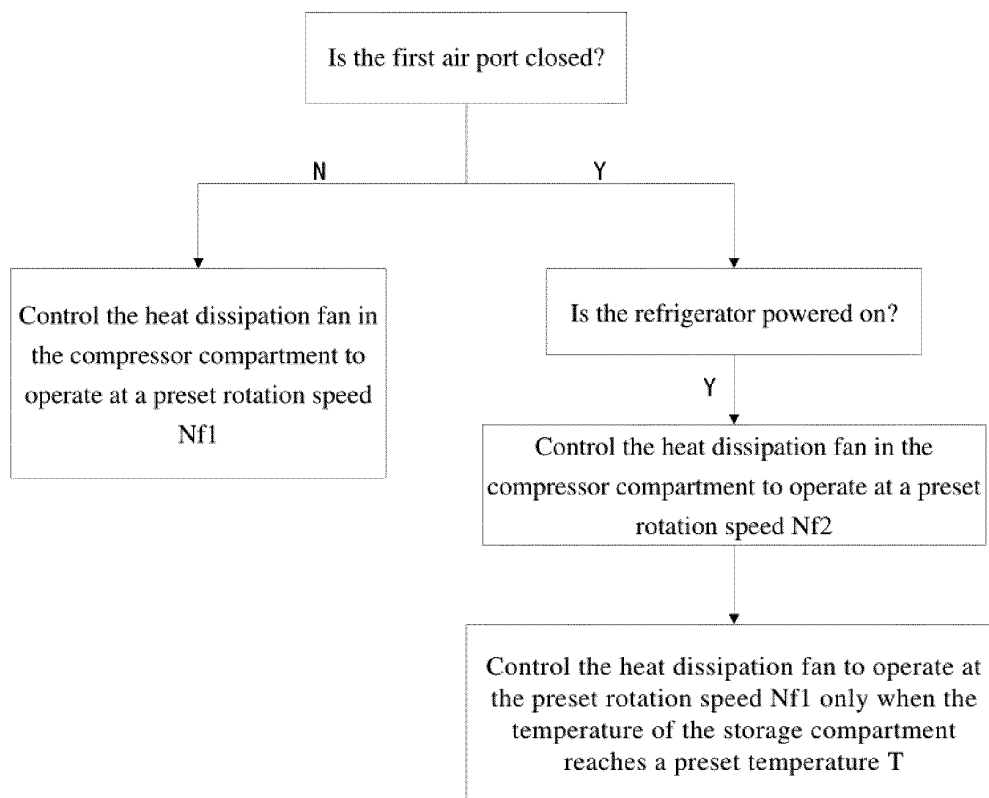 Is the first air port closed?
N
Y
Control the heat dissipation fan in
the compressor compartment to
operate at a preset rotation speed
Nf1
Is the refrigerator powered on?
Y
Control the heat dissipation fan in the
compressor compartment to operate at a preset
rotation speed Nf2
Control the heat dissipation fan to operate at
the preset rotation speed Nf1 only when the
temperature of the storage compartment
reaches a preset temperature T